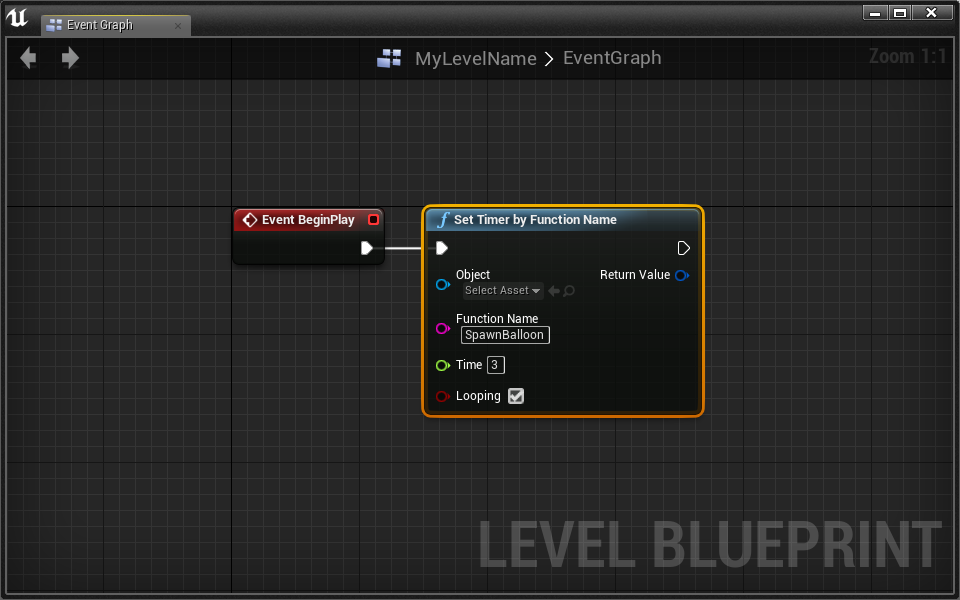 Event Graph
MyLevelName > EventGraph
Zoom 1:1
Event BeginPlay
Set Timer by Function Name
Object
Select Asset
Return Value
Function Name
SpawnBalloon
Time 3
Looping
LEVEL BLUEPRINT